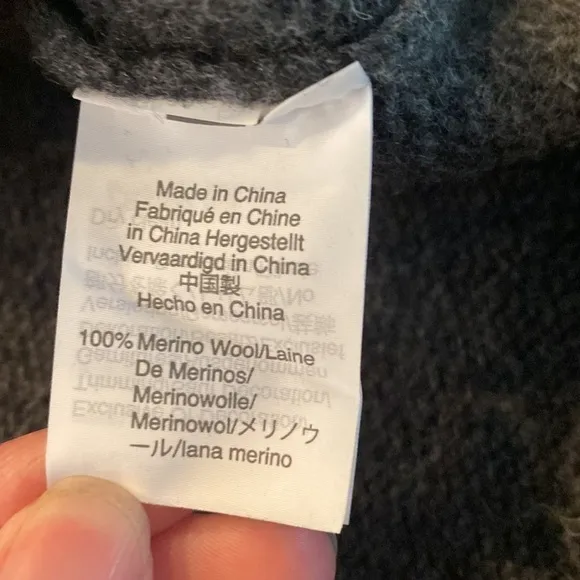 Made in China
Fabriqué en Chine
in China Hergestellt
Vervaardigd in China
中国製
Hecho en China
100% Merino Wool/Laine
De Merinos/
Merinowolle/
Merinowol/メリノウ
ール/lana merino